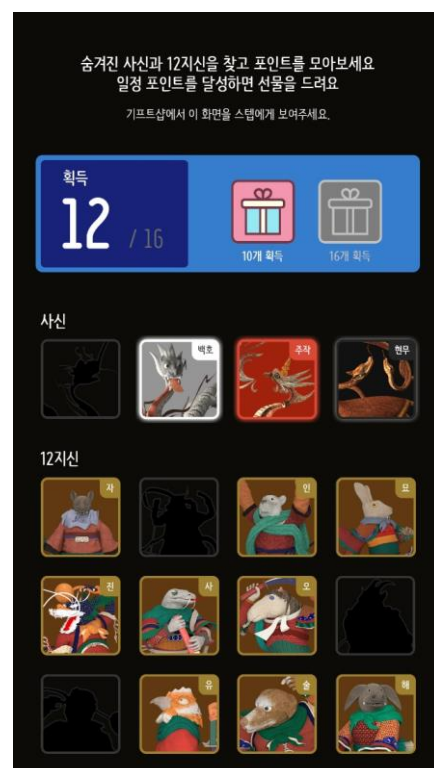 숨겨진 사신과 12지신을 찾고 포인트를 모아보세요
일정 포인트를 달성하면 선물을 드려요
기프트샵에서 이 화면을 스텝에게 보여주세요.
획득
12 / 16
10개 획득
16개 획득
사신
백호
주작
현무
12지신
자
인
묘
진
사
오
유
술
해